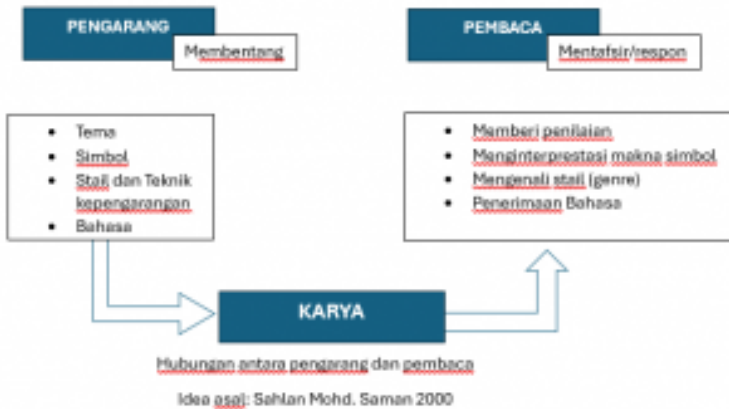 PENGARANG
Membentang
PEMBACA
Mentafsir/respon
• Tema
• Simbol
• Stail dan Teknik
kepengarangan
• Bahasa
• Memberi penilaian
• Menginterprestasi makna simbol
• Mengenali stail (genre)
• Penerimaan Bahasa
KARYA
Hubungan antara pengarang dan pembaca
Idea asal: Sahlan Mohd. Saman 2000